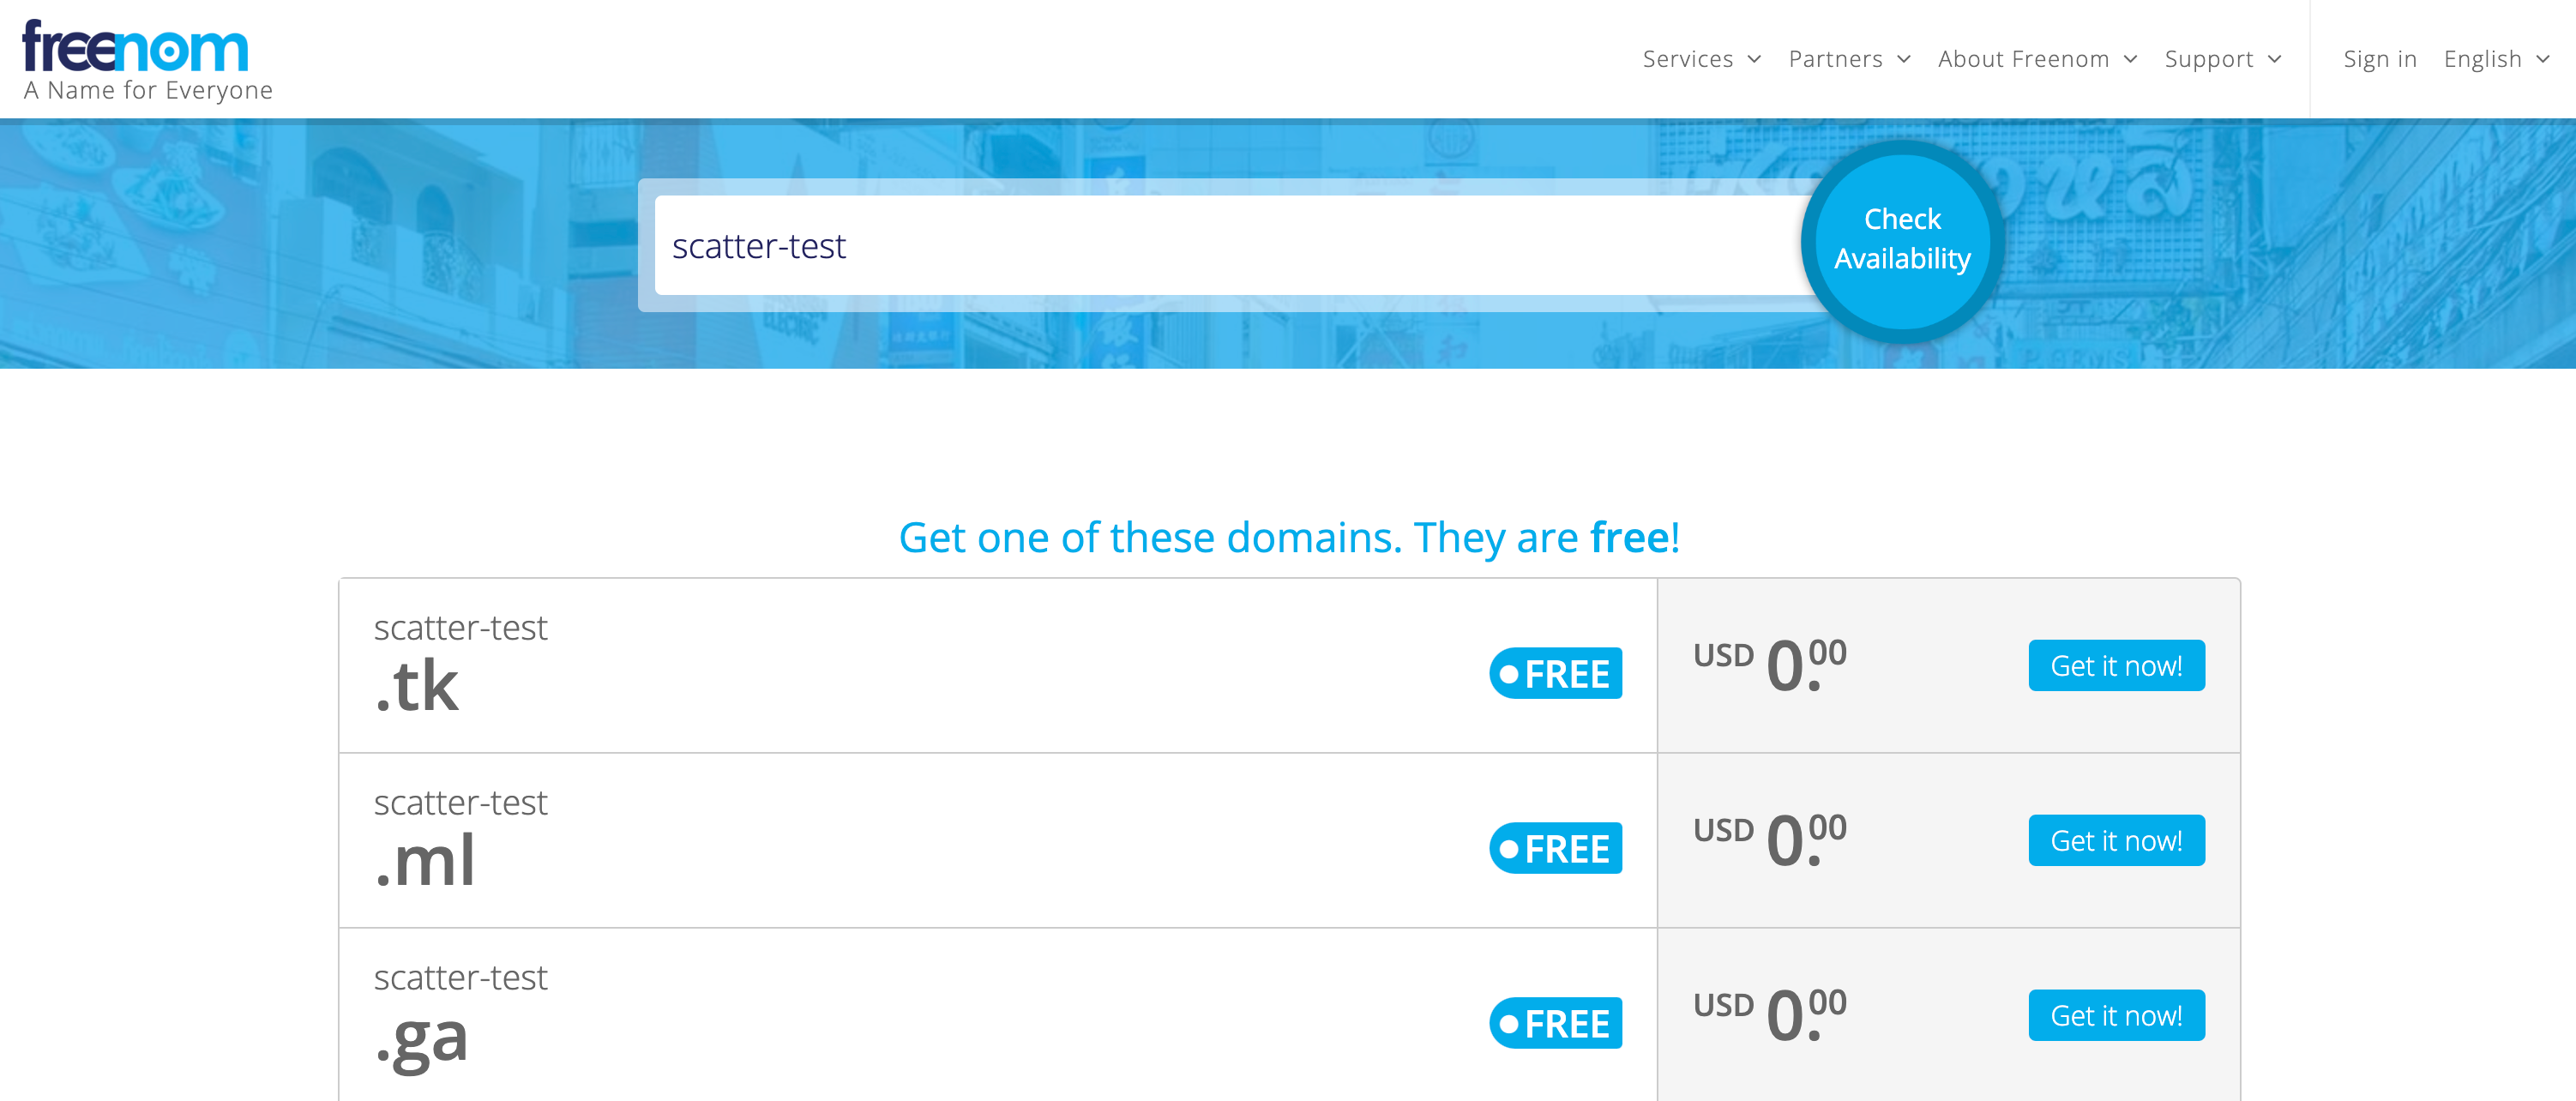 freenom
A Name for Everyone
Services Partners About Freenom Support Sign in English
scatter-test
Check
Availability
Get one of these domains. They are free!
scatter-test
.tk
FREE
USD 0.00
Get it now!
scatter-test
.ml
FREE
USD 0.00
Get it now!
scatter-test
.ga
FREE
USD 0.00
Get it now!